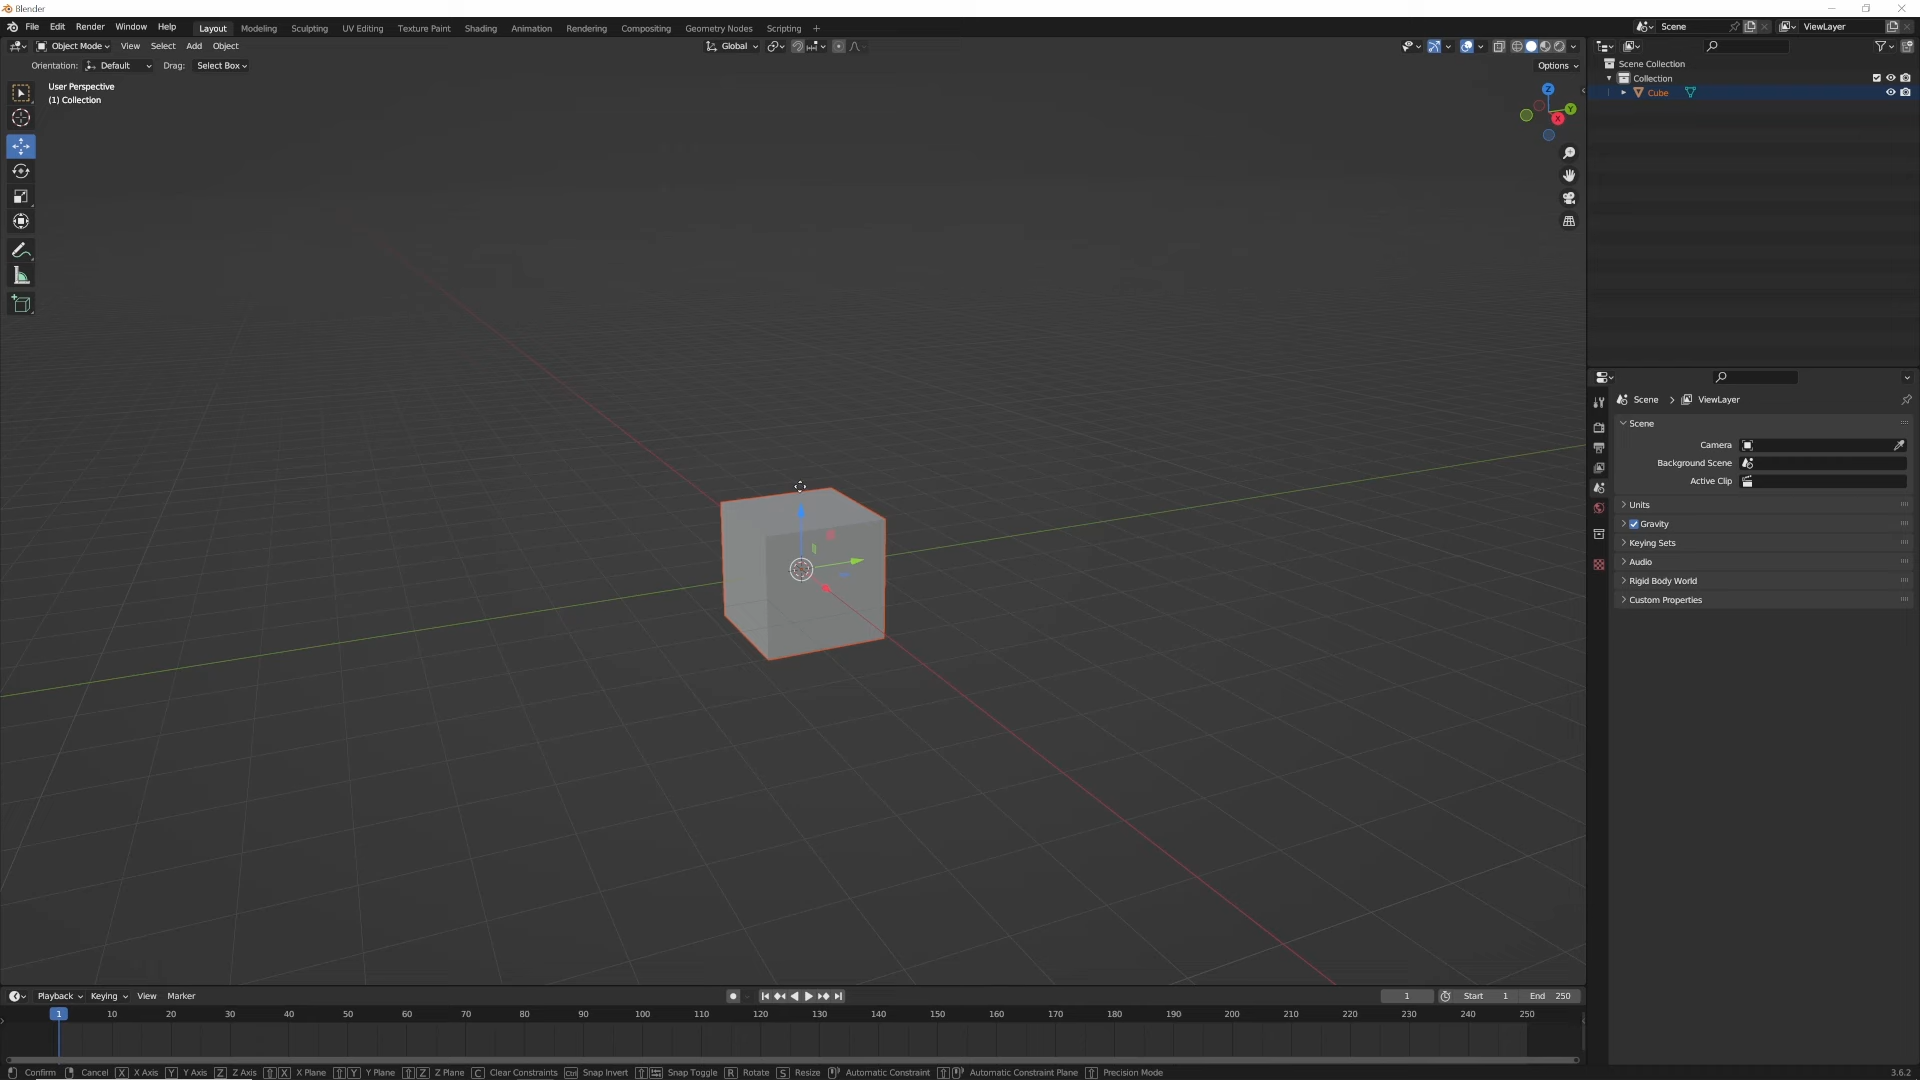 Blender
File Edit Render Window Help Layout Modeling Sculpting UV Editing Texture Paint Shading Animation Rendering Compositing Geometry Nodes Scripting + Scene ViewLayer
Object Mode View Select Add Object Global
Orientation: Default Drag: Select Box Options
User Perspective
(1) Collection
Z
Y
X
Scene Collection
Collection
Cube
Scene > ViewLayer
Scene
Camera
Background Scene
Active Clip
Units
Gravity
Keying Sets
Audio
Rigid Body World
Custom Properties
Playback Keying View Marker 1 Start 1 End 250
1 10 20 30 40 50 60 70 80 90 100 110 120 130 140 150 160 170 180 190 200 210 220 230 240 250
Confirm Cancel X X Axis Y Y Axis Z Z Axis X X Plane Y Y Plane Z Z Plane C Clear Constraints Ctrl Snap Invert Snap Toggle R Rotate S Resize Automatic Constraint Automatic Constraint Plane Precision Mode 3.6.2